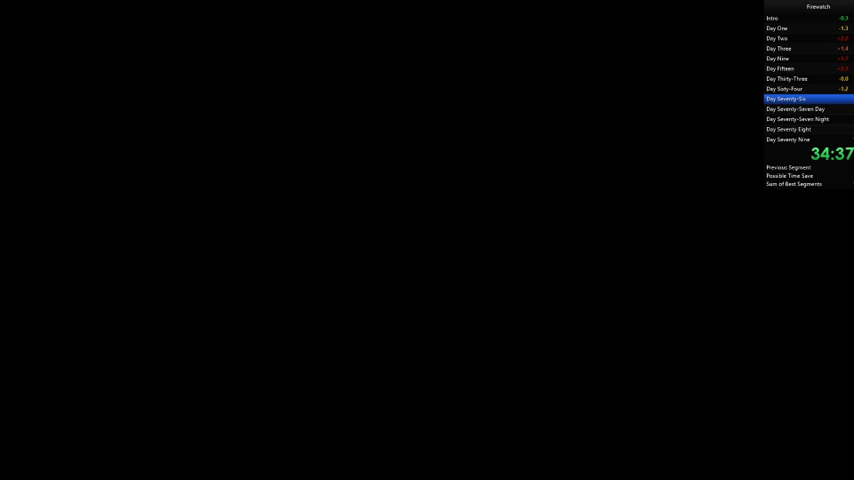 Firewatch
Intro -0.3
Day One -1.3
Day Two
Day Three +1.4
Day Nine
Day Fifteen
Day Thirty-Three -0.0
Day Sixty-Four -1.2
Day Seventy-Six
Day Seventy-Seven Day
Day Seventy-Seven Night
Day Seventy Eight
Day Seventy Nine
34:37
Previous Segment
Possible Time Save
Sum of Best Segments